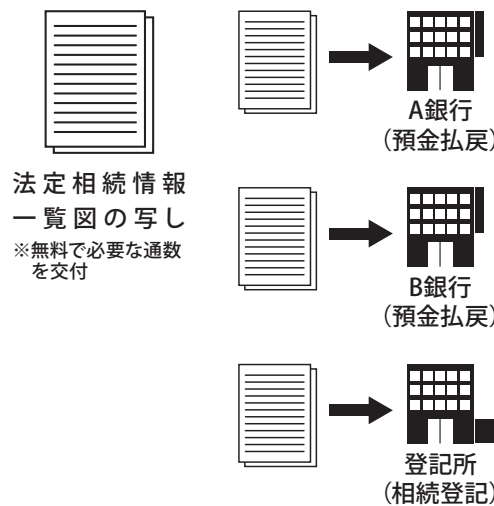 法定相続情報
一覧図の写し
※無料で必要な通数
を交付
A銀行
（預金払戻）
B銀行
（預金払戻）
登記所
（相続登記）